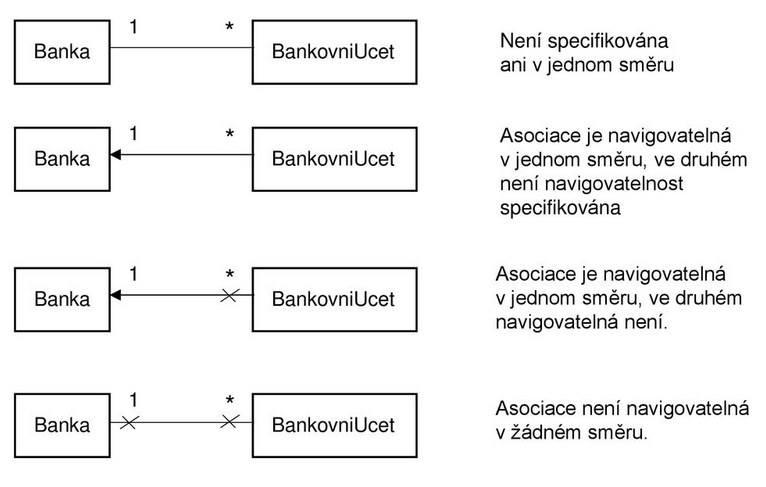 1 *
Banka BankovniUcet
Není specifikována
ani v jednom směru
1 *
Banka BankovniUcet
Asociace je navigovatelná
v jednom směru, ve druhém
není navigovatelnost
specifikována
1 *
Banka BankovniUcet
Asociace je navigovatelná
v jednom směru, ve druhém
navigovatelná není.
1 *
Banka BankovniUcet
Asociace není navigovatelná
v žádném směru.